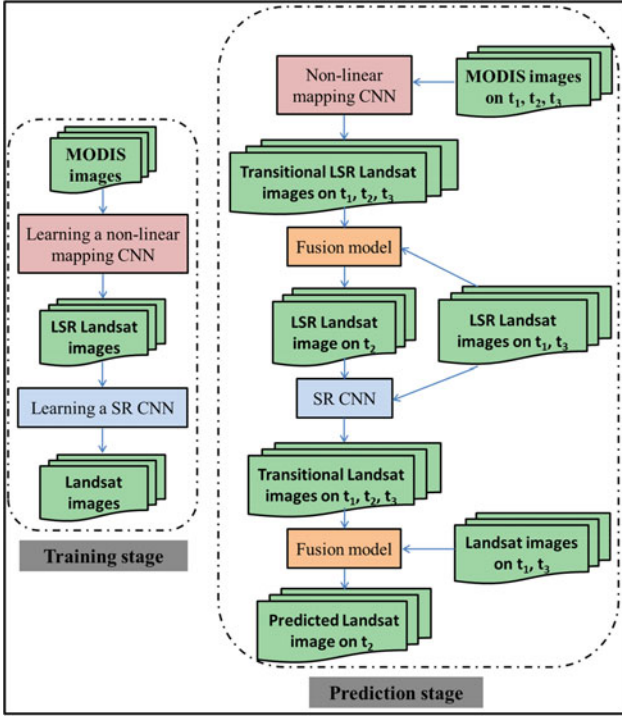 MODIS
images
Learning a non-linear
mapping CNN
LSR Landsat
images
Learning a SR CNN
Landsat
images
Training stage
Non-linear
mapping CNN
MODIS images
on t₁, t₂, t₃
Transitional LSR Landsat
images on t₁, t₂, t₃
Fusion model
LSR Landsat
image on t₂
LSR Landsat
images on t₁, t₃
SR CNN
Transitional Landsat
images on t₁, t₂, t₃
Fusion model
Landsat images
on t₁, t₃
Predicted Landsat
image on t₂
Prediction stage